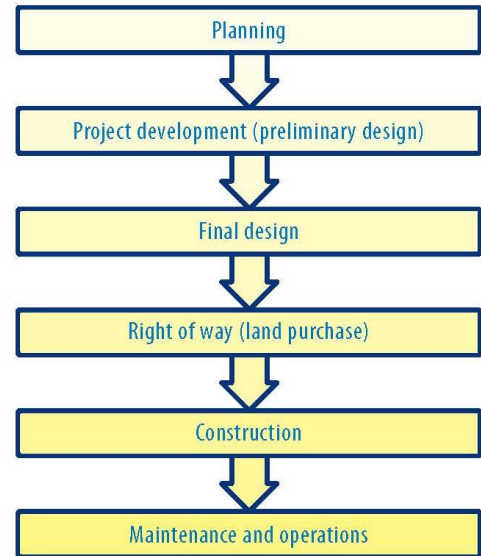 Planning
Project development (preliminary design)
Final design
Right of way (land purchase)
Construction
Maintenance and operations